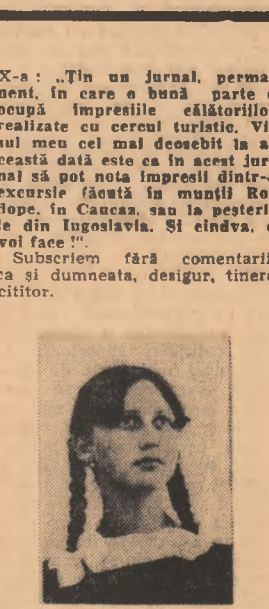 X-a : „Țin un jurnal, perma-
nent, în care o bună parte o
ocupă impresiile călătoriilor
realizate cu cercul turistic. Vi-
sul meu cel mai deosebit la a-
ceastă dată este ca în acest jur-
nal să pot nota impresii dintr-o
excursie făcută în munții Ro-
dope, în Caucaz, sau la peșteri-
le din Iugoslavia. Și cîndva, o
voi face !“.
Subscriem fără comentarii
ca și dumneata, desigur, tinere
cititor.